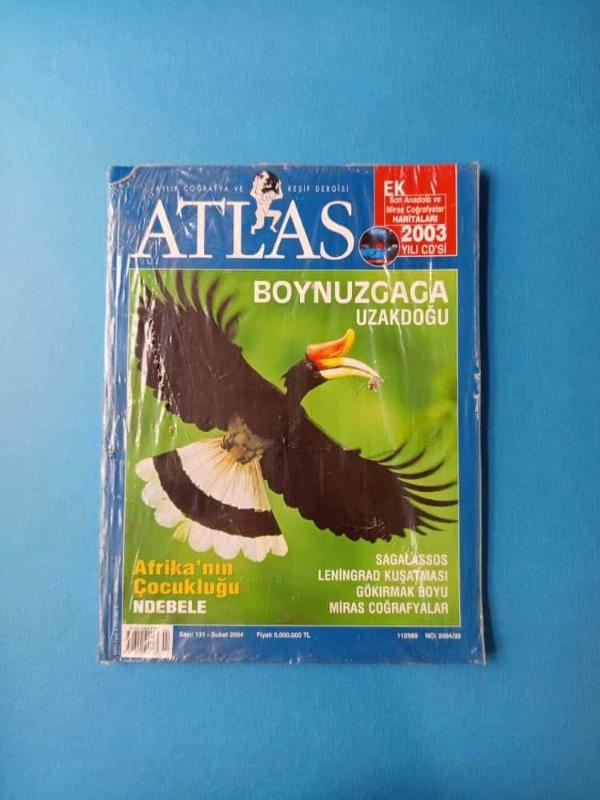 AYLIK COĞRAFYA VE KEŞİF DERGİSİ
ATLAS
EK
Son Anadolu ve
Miras Coğrafyalar
HARİTALARI
2003
YILI CD'Sİ
BOYNUZGAGA
UZAKDOĞU
Afrika'nın
Çocukluğu
NDEBELE
SAGALASSOS
LENİNGRAD KUŞATMASI
GÖKIRMAK BOYU
MİRAS COĞRAFYALAR
Sayı: 131 - Şubat 2004 Fiyatı 5.000.000 TL 112569 NO: 2004/02